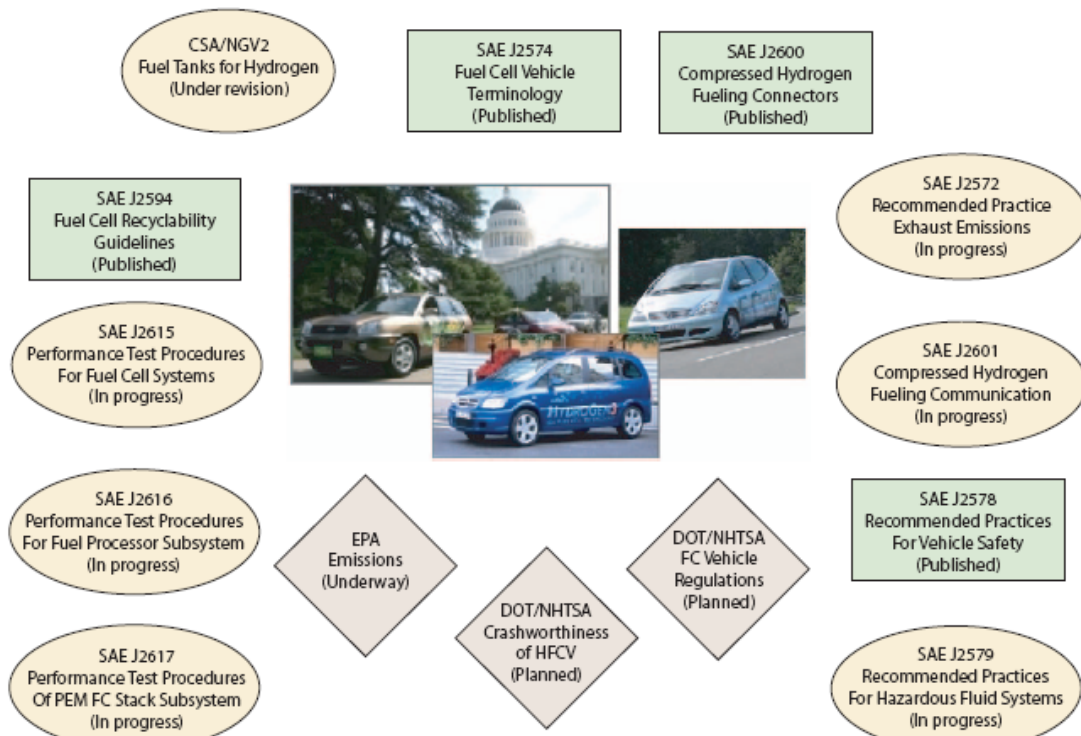 CSA/NGV2
Fuel Tanks for Hydrogen
(Under revision)
SAE J2574
Fuel Cell Vehicle
Terminology
(Published)
SAE J2600
Compressed Hydrogen
Fueling Connectors
(Published)
SAE J2594
Fuel Cell Recyclability
Guidelines
(Published)
SAE J2572
Recommended Practice
Exhaust Emissions
(In progress)
SAE J2615
Performance Test Procedures
For Fuel Cell Systems
(In progress)
HYDROGEN3
SAE J2601
Compressed Hydrogen
Fueling Communication
(In progress)
SAE J2616
Performance Test Procedures
For Fuel Processor Subsystem
(In progress)
EPA
Emissions
(Underway)
DOT/NHTSA
Crashworthiness
of HFCV
(Planned)
DOT/NHTSA
FC Vehicle
Regulations
(Planned)
SAE J2578
Recommended Practices
For Vehicle Safety
(Published)
SAE J2617
Performance Test Procedures
Of PEM FC Stack Subsystem
(In progress)
SAE J2579
Recommended Practices
For Hazardous Fluid Systems
(In progress)